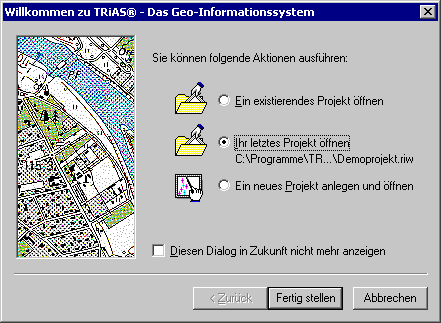 Willkommen zu TRiAS® - Das Geo-Informationssystem
Sie können folgende Aktionen ausführen:
Ein existierendes Projekt öffnen
Ihr letztes Projekt öffnen
C:\Programme\TR...\Demoprojekt.riw
Ein neues Projekt anlegen und öffnen
Diesen Dialog in Zukunft nicht mehr anzeigen
< Zurück
Fertig stellen
Abbrechen